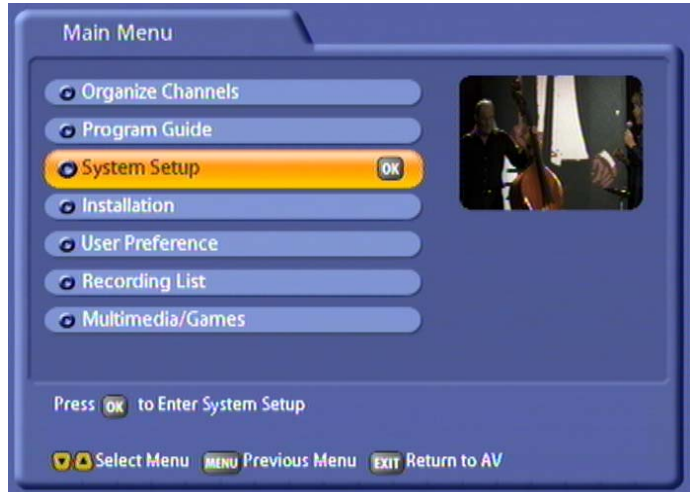 Main Menu
Organize Channels
Program Guide
System Setup OK
Installation
User Preference
Recording List
Multimedia/Games
Press OK to Enter System Setup
Select Menu MENU Previous Menu EXIT Return to AV